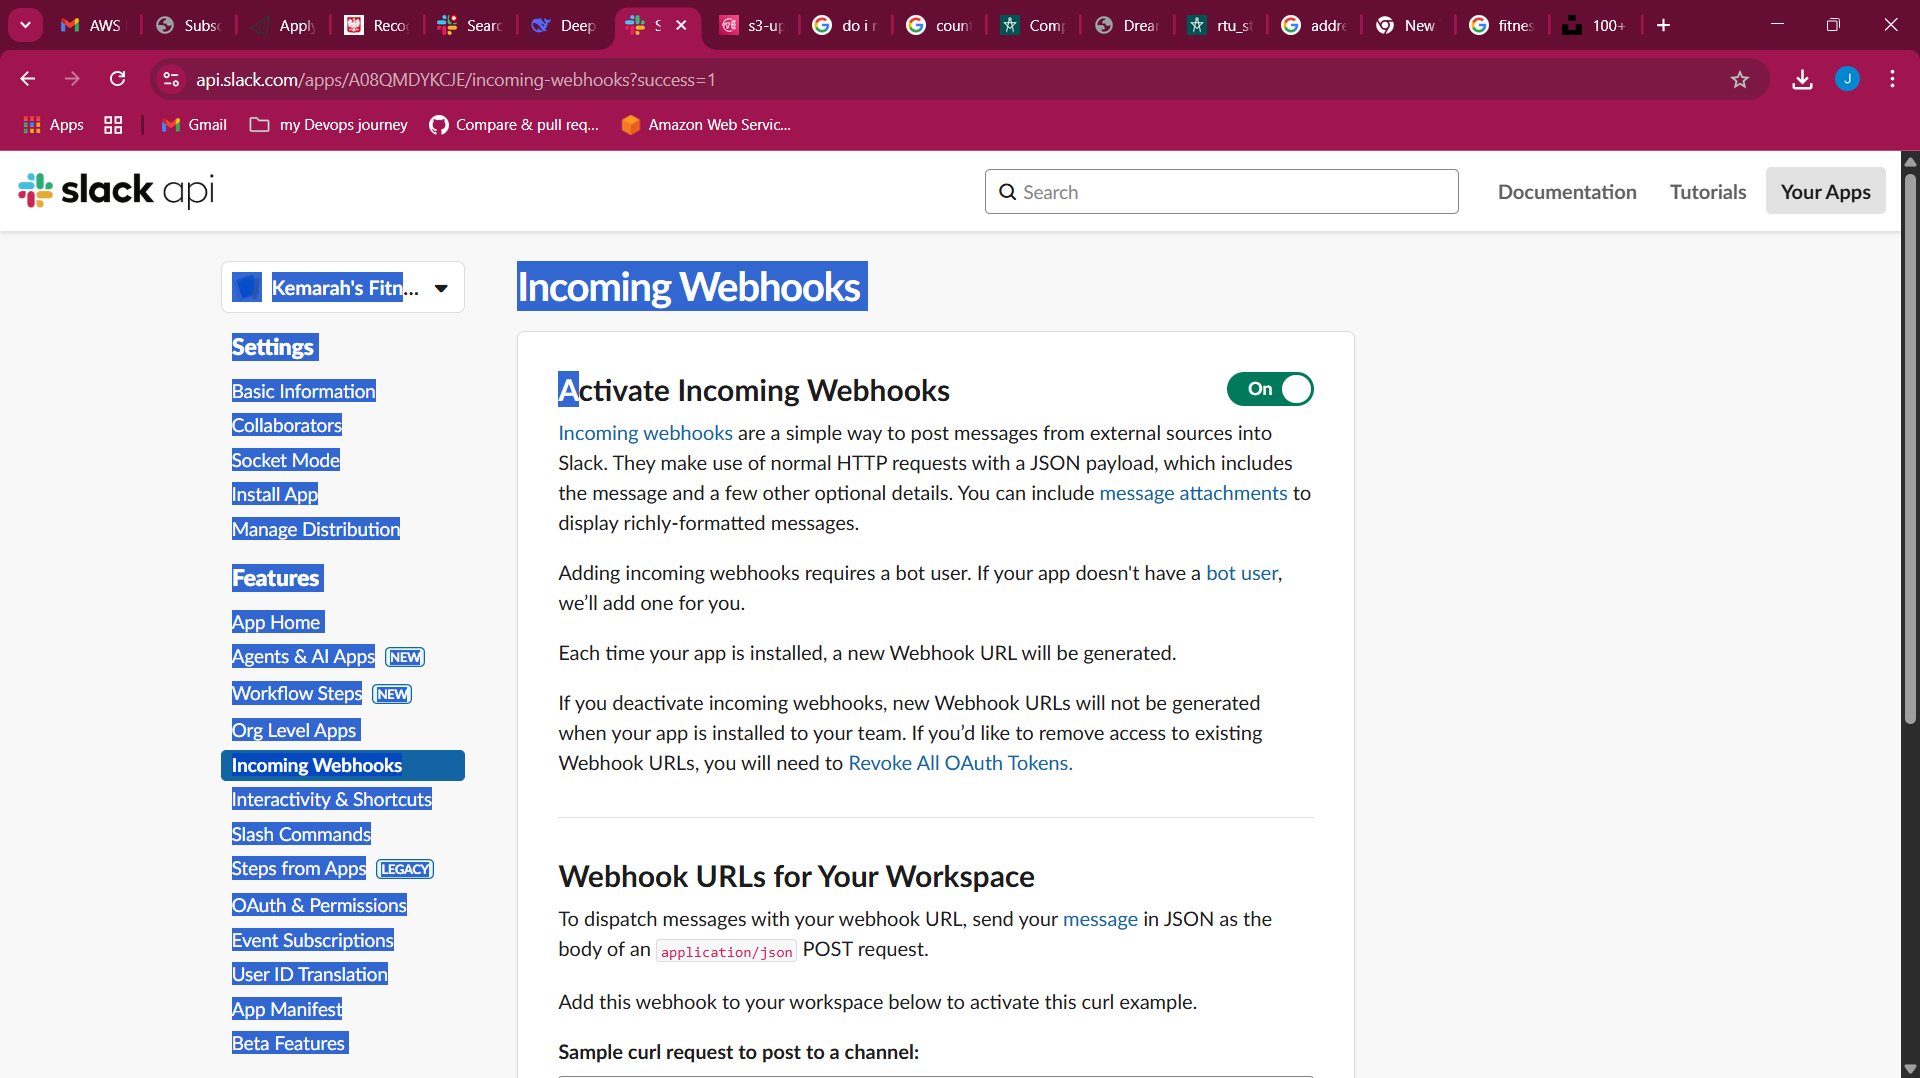 AWS
Subsc
Apply
Reco
Searc
Deep
S
s3-up
do i n
coun
Comp
Drear
rtu_st
addre
New
fitnes
100+
api.slack.com/apps/A08QMDYKCJE/incoming-webhooks?success=1
J
Apps
Gmail
my Devops journey
Compare & pull req...
Amazon Web Servic...
slack api
Search
Documentation
Tutorials
Your Apps
Kemarah's Fitn...
Settings
Basic Information
Collaborators
Socket Mode
Install App
Manage Distribution
Features
App Home
Agents & AI Apps NEW
Workflow Steps NEW
Org Level Apps
Incoming Webhooks
Interactivity & Shortcuts
Slash Commands
Steps from Apps LEGACY
OAuth & Permissions
Event Subscriptions
User ID Translation
App Manifest
Beta Features
Incoming Webhooks
Activate Incoming Webhooks
On
Incoming webhooks are a simple way to post messages from external sources into
Slack. They make use of normal HTTP requests with a JSON payload, which includes
the message and a few other optional details. You can include message attachments to
display richly-formatted messages.
Adding incoming webhooks requires a bot user. If your app doesn't have a bot user,
we’ll add one for you.
Each time your app is installed, a new Webhook URL will be generated.
If you deactivate incoming webhooks, new Webhook URLs will not be generated
when your app is installed to your team. If you’d like to remove access to existing
Webhook URLs, you will need to Revoke All OAuth Tokens.
Webhook URLs for Your Workspace
To dispatch messages with your webhook URL, send your message in JSON as the
body of an application/json POST request.
Add this webhook to your workspace below to activate this curl example.
Sample curl request to post to a channel: